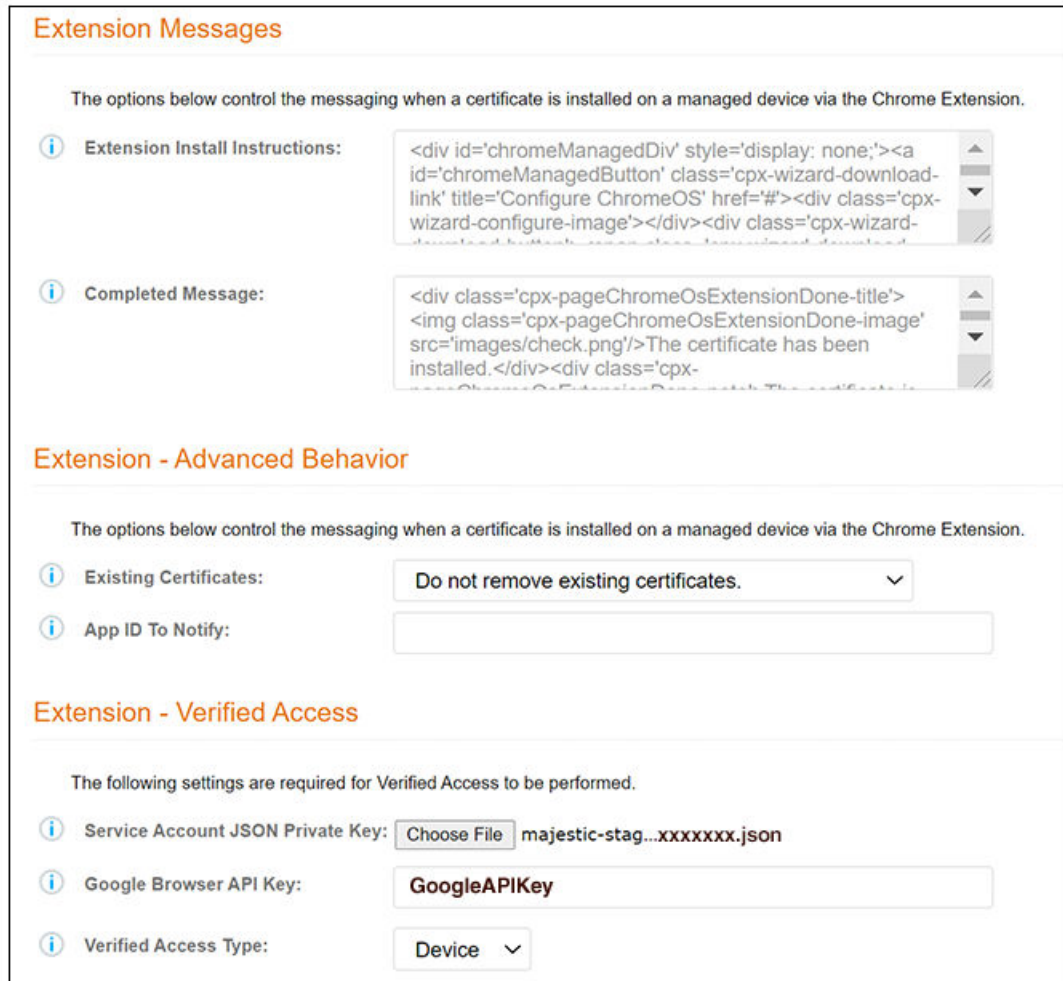 Extension Messages
The options below control the messaging when a certificate is installed on a managed device via the Chrome Extension.
Extension Install Instructions:
<div id='chromeManagedDiv' style='display: none;'><a
id='chromeManagedButton' class='cpx-wizard-download-
link' title='Configure ChromeOS' href='#'><div class='cpx-
wizard-configure-image'></div><div class='cpx-wizard-
Completed Message:
<div class='cpx-pageChromeOsExtensionDone-title'>
<img class='cpx-pageChromeOsExtensionDone-image'
src='images/check.png'/>The certificate has been
installed.</div><div class='cpx-
Extension - Advanced Behavior
The options below control the messaging when a certificate is installed on a managed device via the Chrome Extension.
Existing Certificates:
Do not remove existing certificates.
App ID To Notify:
Extension - Verified Access
The following settings are required for Verified Access to be performed.
Service Account JSON Private Key: Choose File majestic-stag...xxxxxxx.json
Google Browser API Key: GoogleAPIKey
Verified Access Type: Device